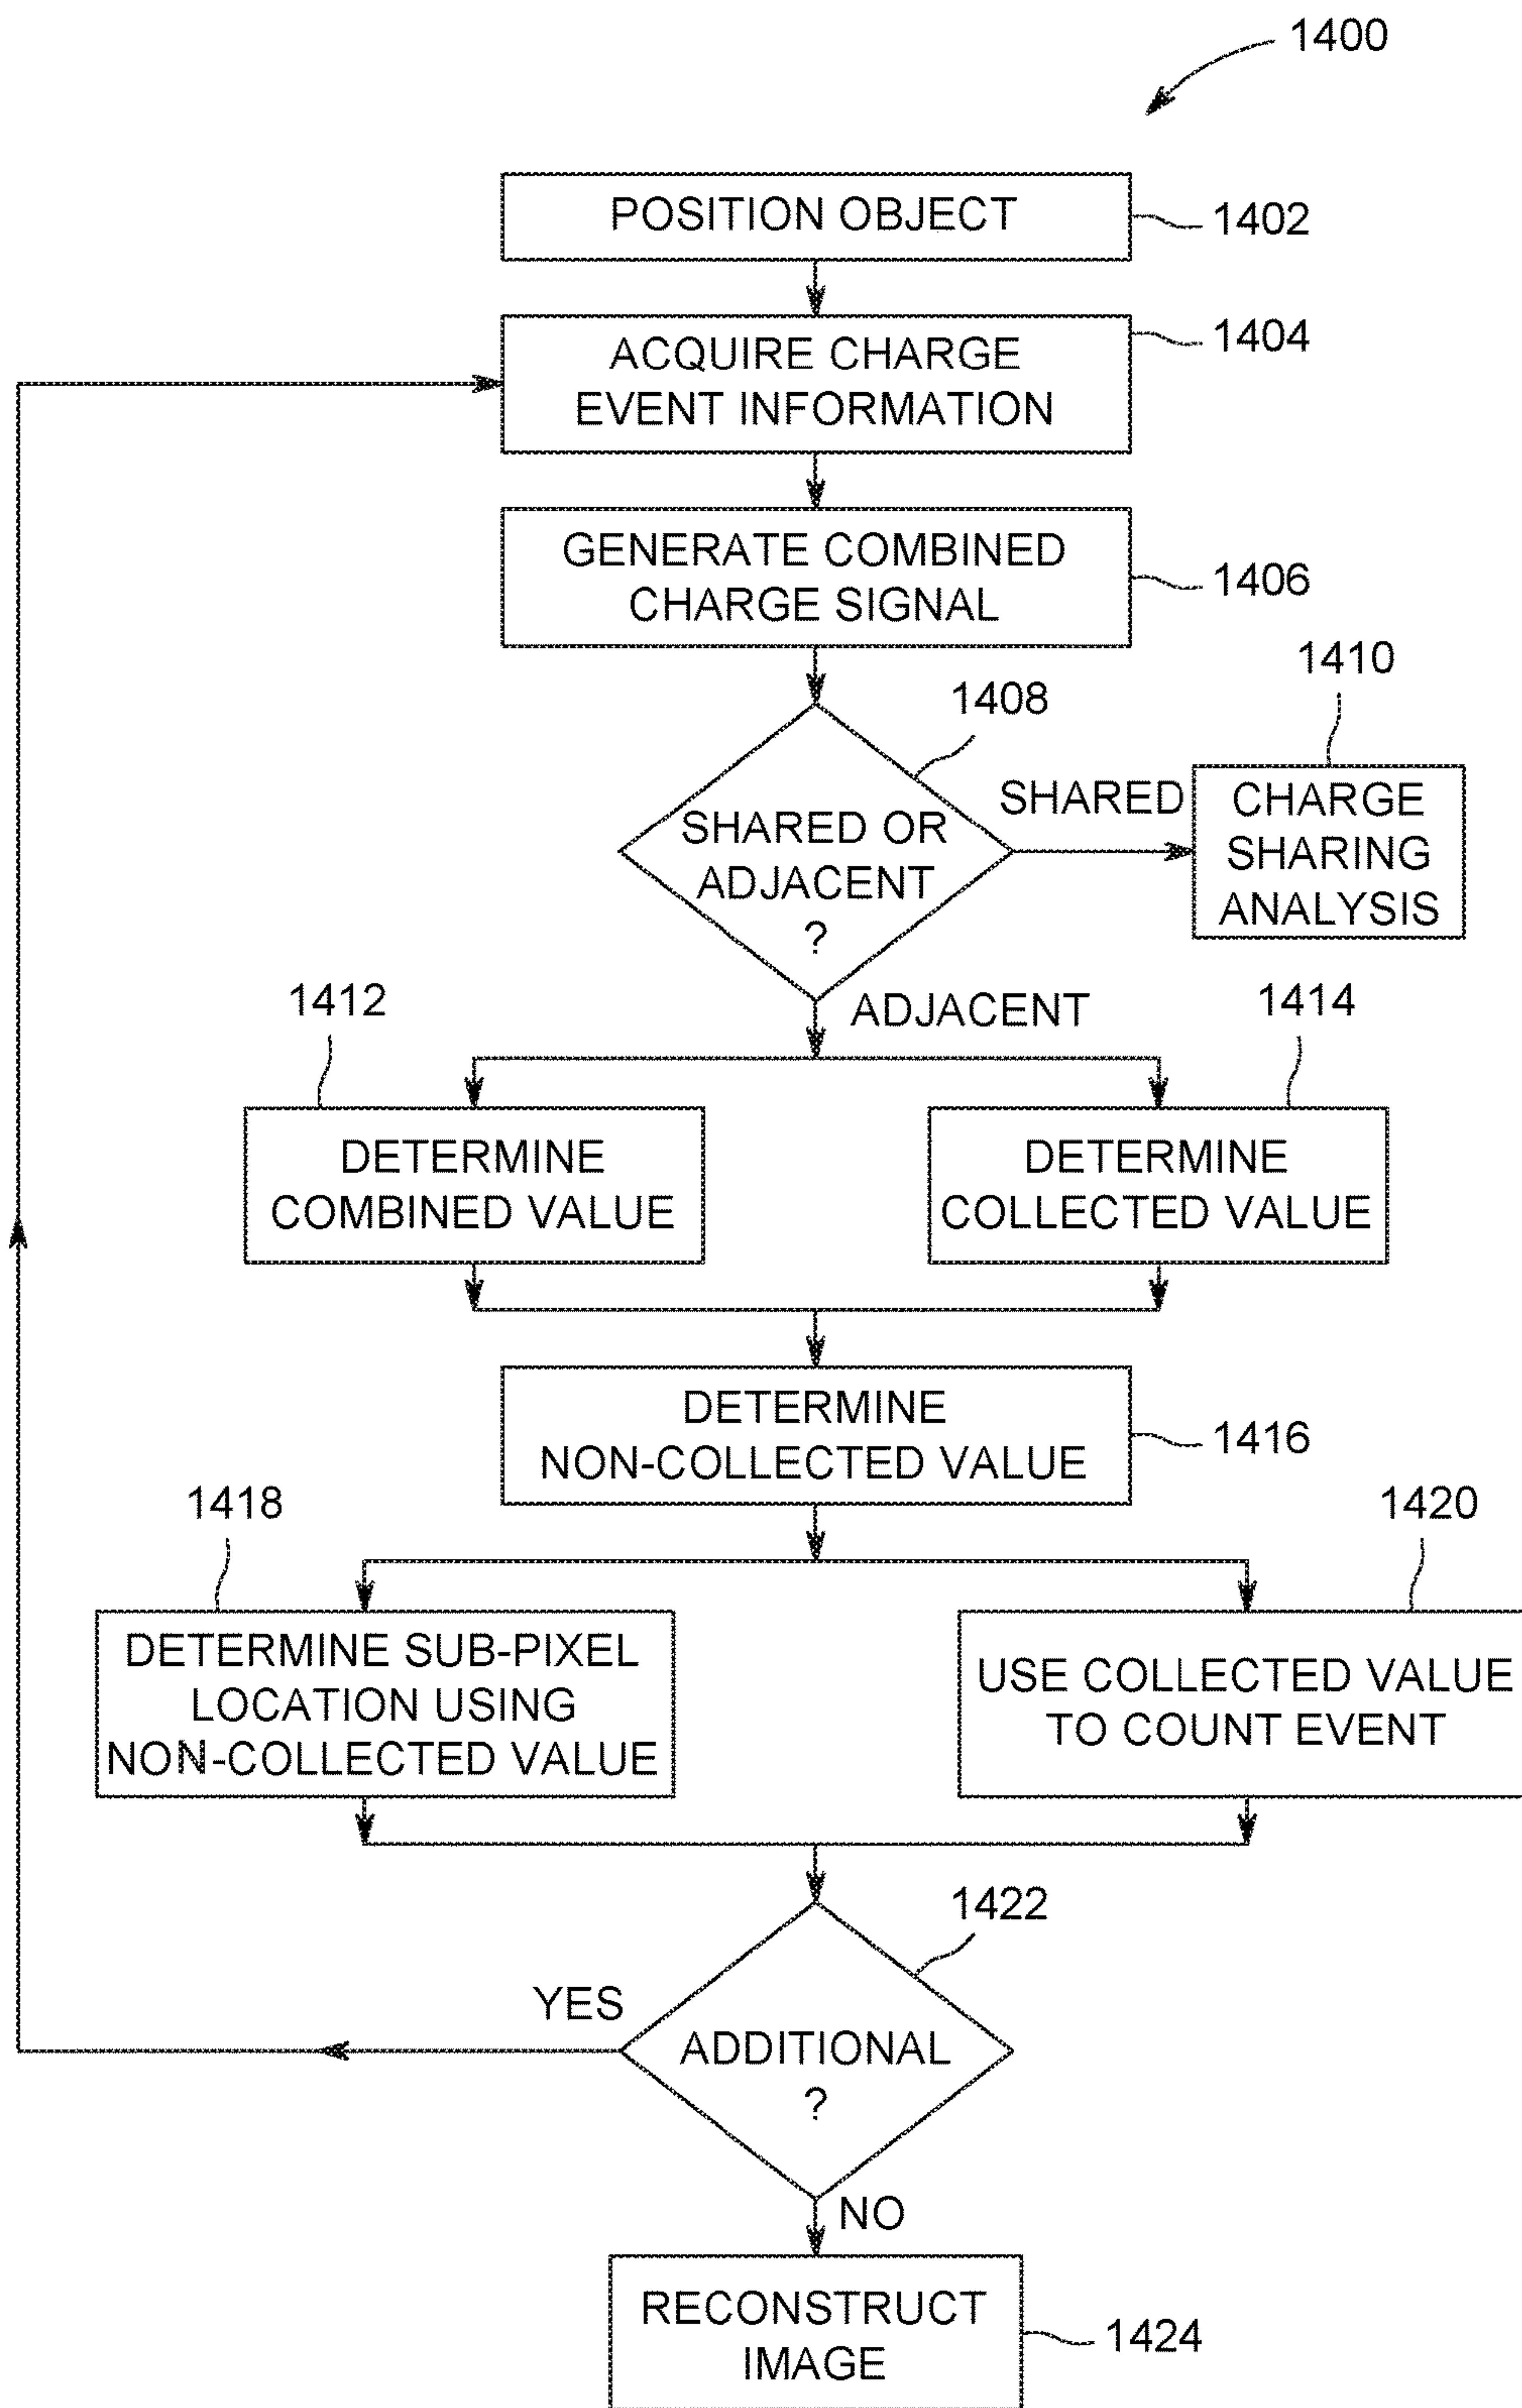 1400
POSITION OBJECT
1402
ACQUIRE CHARGE
EVENT INFORMATION
1404
GENERATE COMBINED
CHARGE SIGNAL
1406
1408
SHARED OR
ADJACENT
?
SHARED
1410
CHARGE
SHARING
ANALYSIS
ADJACENT
1412
DETERMINE
COMBINED VALUE
1414
DETERMINE
COLLECTED VALUE
DETERMINE
NON-COLLECTED VALUE
1416
1418
DETERMINE SUB-PIXEL
LOCATION USING
NON-COLLECTED VALUE
1420
USE COLLECTED VALUE
TO COUNT EVENT
1422
ADDITIONAL
?
YES
NO
RECONSTRUCT
IMAGE
1424